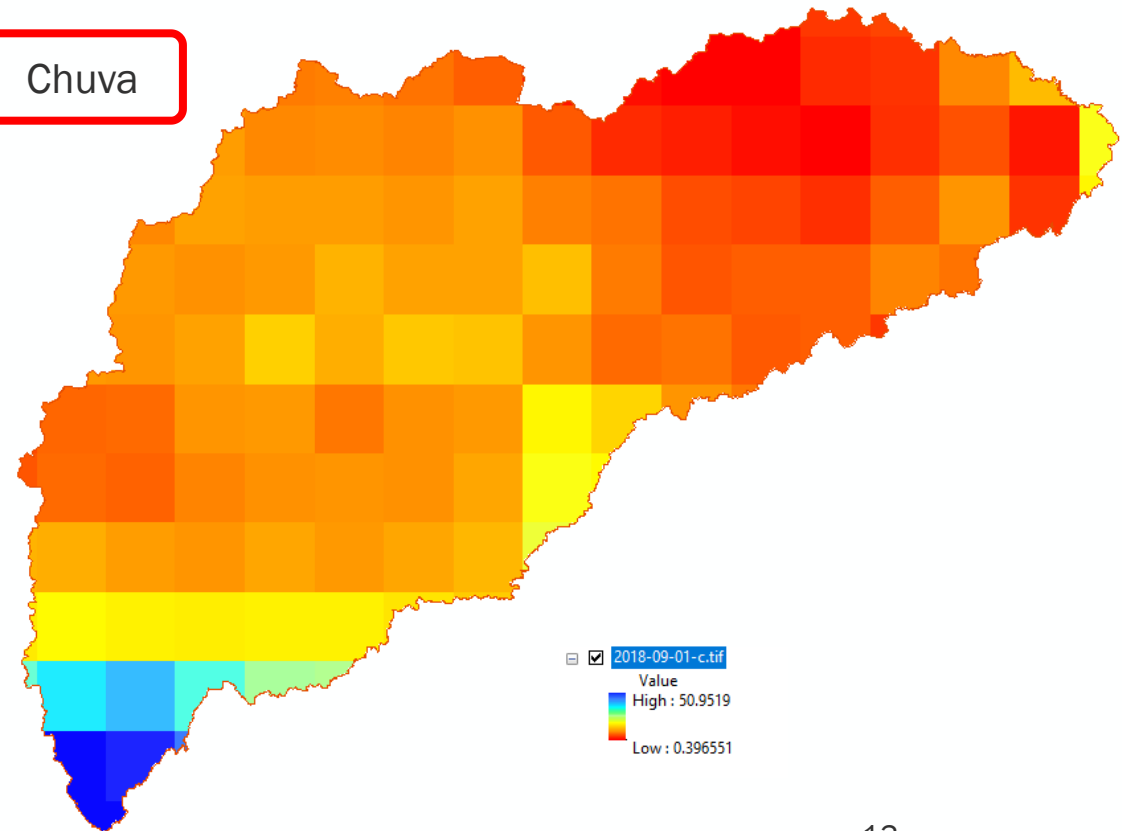 Chuva
2018-09-01-c.tif
Value
High : 50.9519
Low : 0.396551